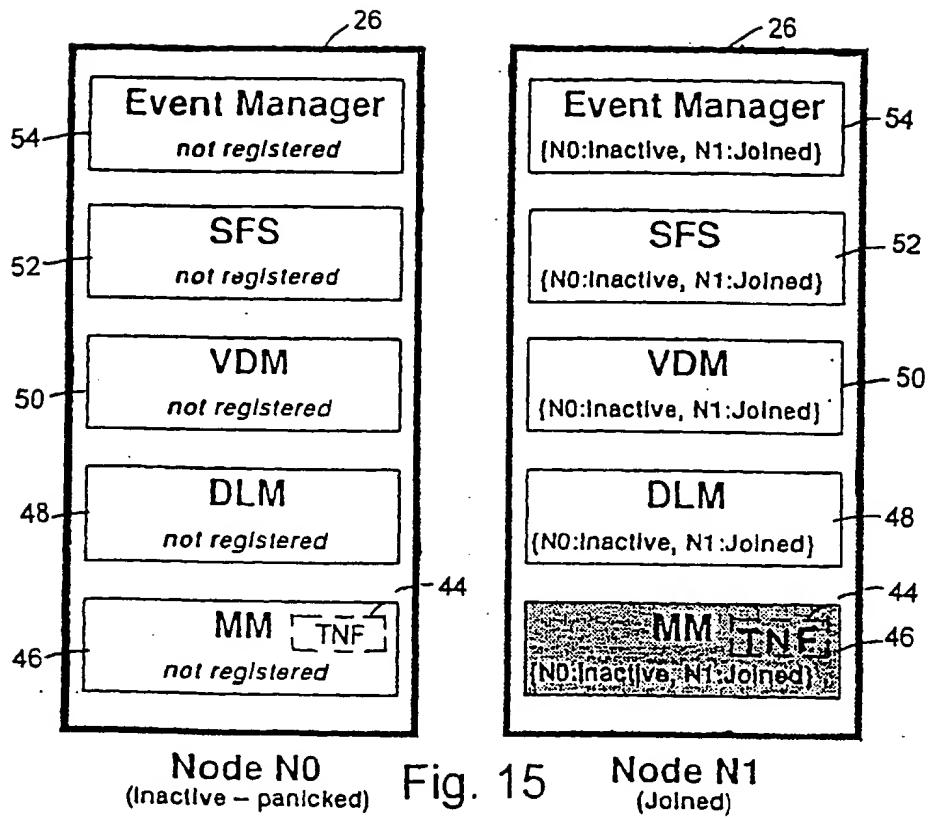 26
Event Manager
not registered
54
SFS
not registered
52
VDM
not registered
50
DLM
not registered
48
44
MM
TNF
not registered
46
Node N0
(Inactive – panicked)
26
Event Manager
{N0:Inactive, N1:Joined}
54
SFS
{N0:Inactive, N1:Joined}
52
VDM
{N0:Inactive, N1:Joined}
50
DLM
{N0:Inactive, N1:Joined}
48
44
MM
TNF
46
{N0:Inactive, N1:Joined}
Node N1
(Joined)
Fig. 15